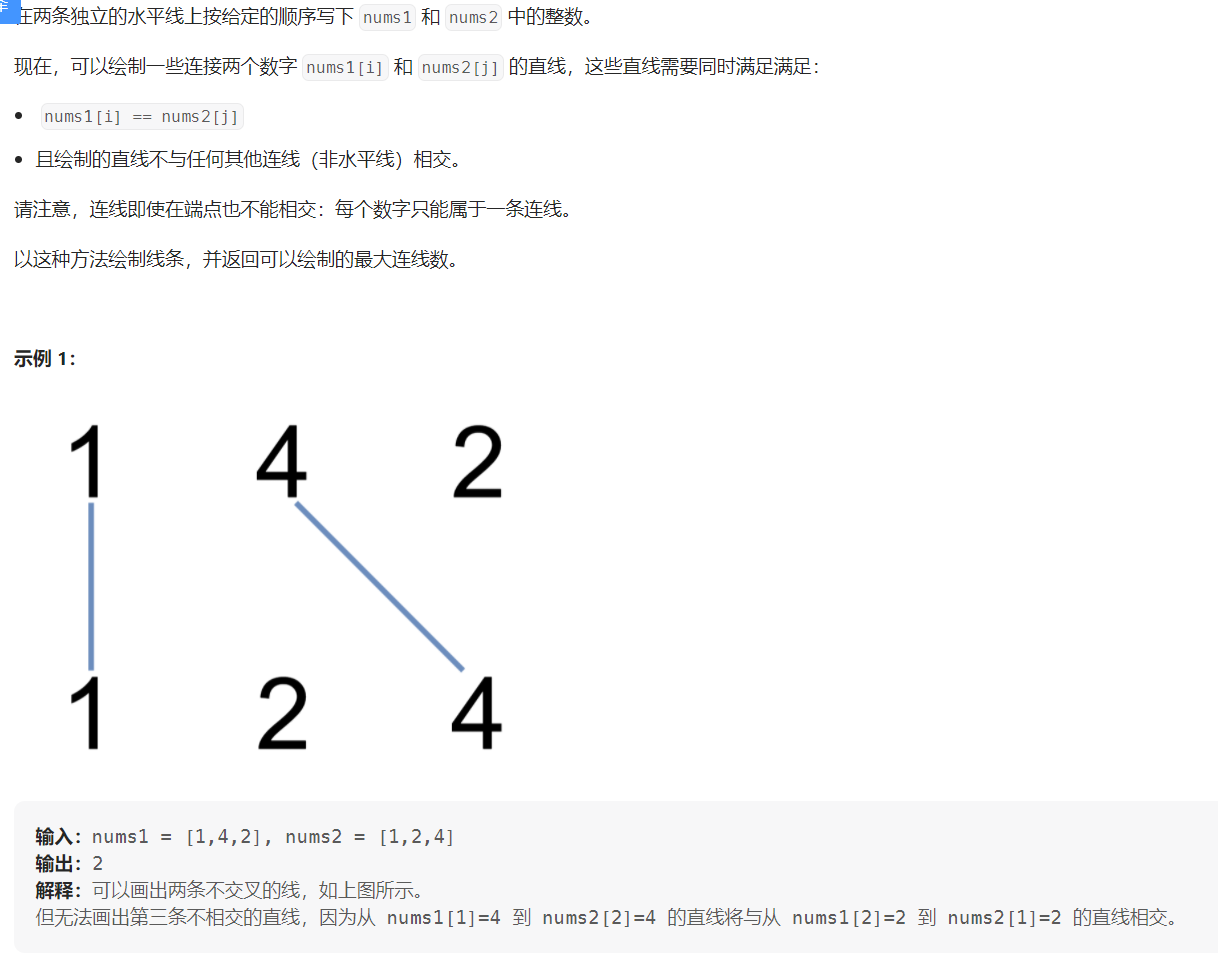 在两条独立的水平线上按给定的顺序写下 nums1 和 nums2 中的整数。
现在，可以绘制一些连接两个数字 nums1[i] 和 nums2[j] 的直线，这些直线需要同时满足满足：
• nums1[i] == nums2[j]
• 且绘制的直线不与任何其他连线（非水平线）相交。
请注意，连线即使在端点也不能相交：每个数字只能属于一条连线。
以这种方法绘制线条，并返回可以绘制的最大连线数。
示例 1：
1 4 2
1 2 4
输入：nums1 = [1,4,2], nums2 = [1,2,4]
输出：2
解释：可以画出两条不交叉的线，如上图所示。
但无法画出第三条不相交的直线，因为从 nums1[1]=4 到 nums2[2]=4 的直线将与从 nums1[2]=2 到 nums2[1]=2 的直线相交。